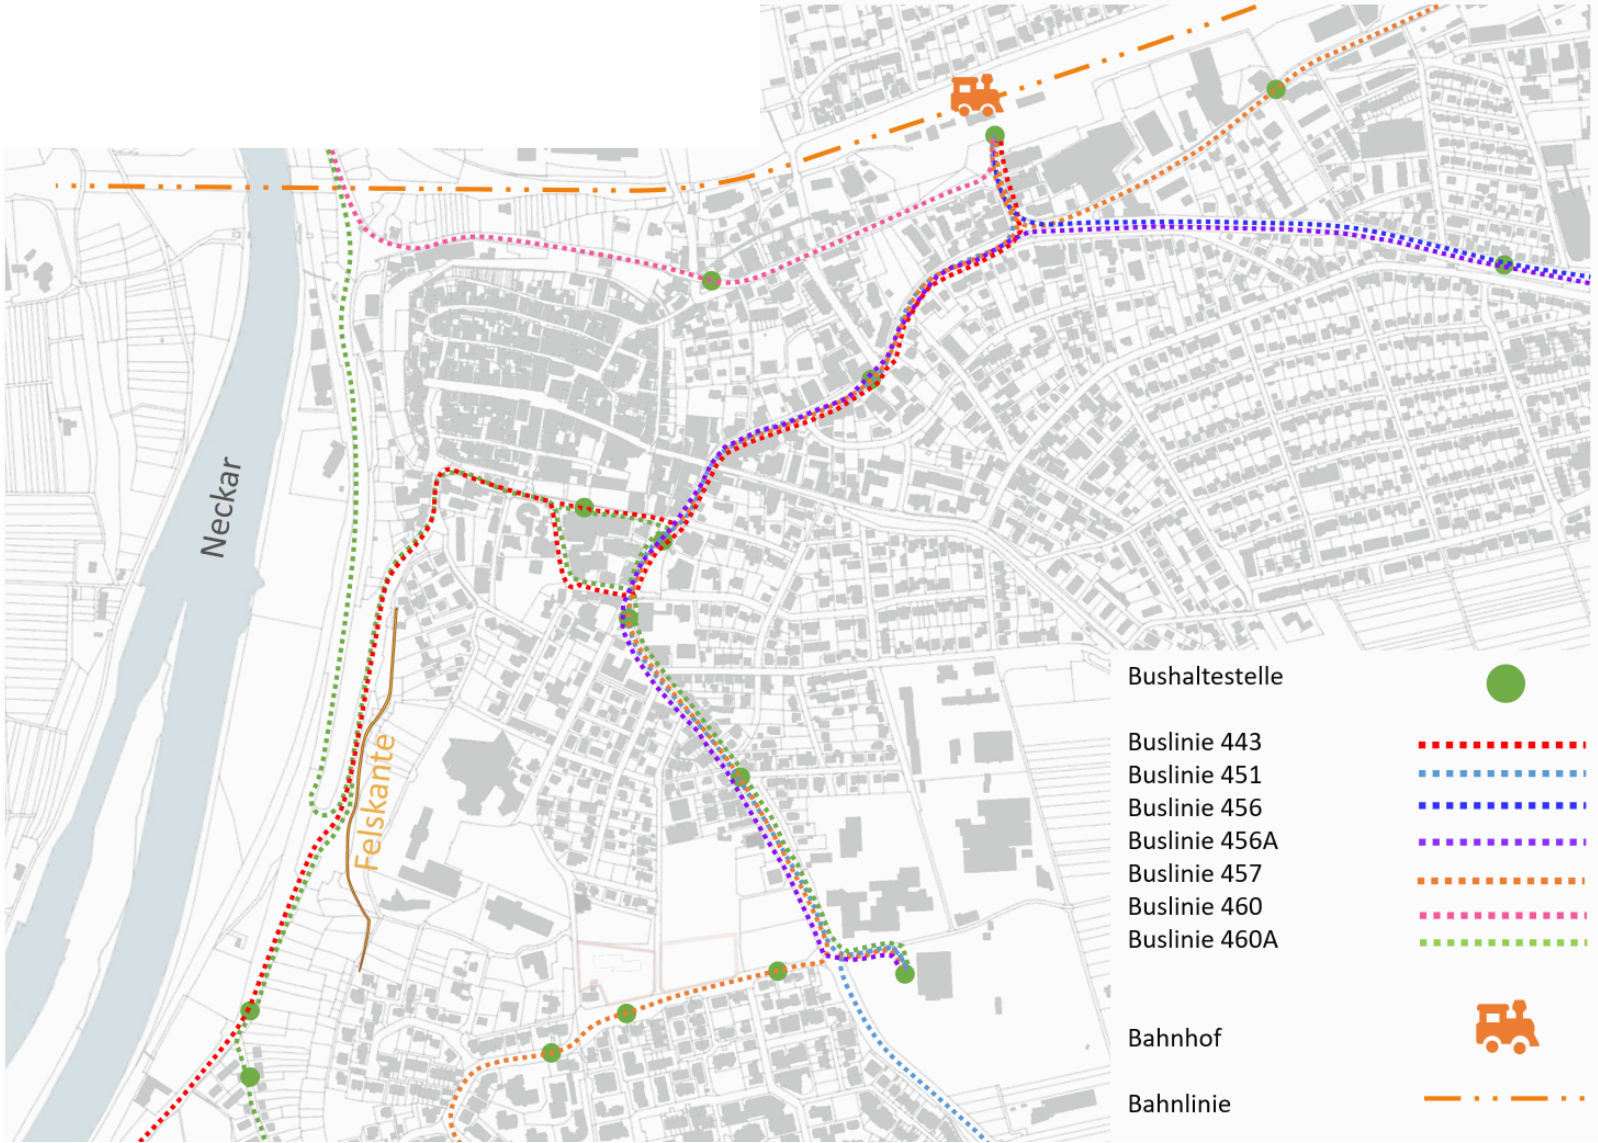 Neckar
Felskante
Bushaltestelle
Buslinie 443
Buslinie 451
Buslinie 456
Buslinie 456A
Buslinie 457
Buslinie 460
Buslinie 460A
Bahnhof
Bahnlinie